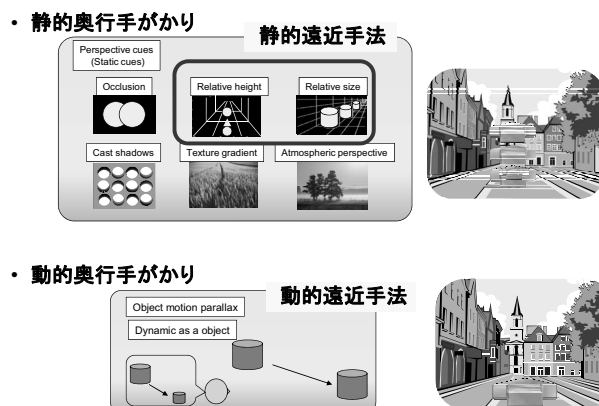 • 静的奥行手がかり
静的遠近手法
Perspective cues
(Static cues)
Occlusion
Relative height
Relative size
Cast shadows
Texture gradient
Atmospheric perspective
• 動的奥行手がかり
動的遠近手法
Object motion parallax
Dynamic as a object